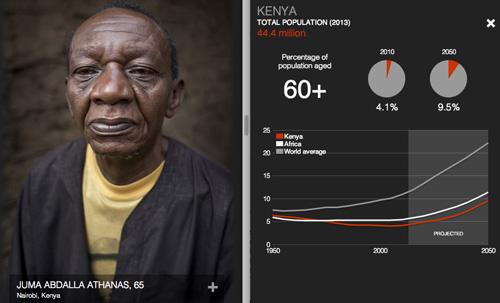 JUMA ABDALLA ATHANAS, 65
Nairobi, Kenya
KENYA
TOTAL POPULATION (2013)
44.4 million
Percentage of
population aged
60+
2010
4.1%
2050
9.5%
25
20
15
10
5
0
Kenya
Africa
World average
PROJECTED
1950
2000
2050